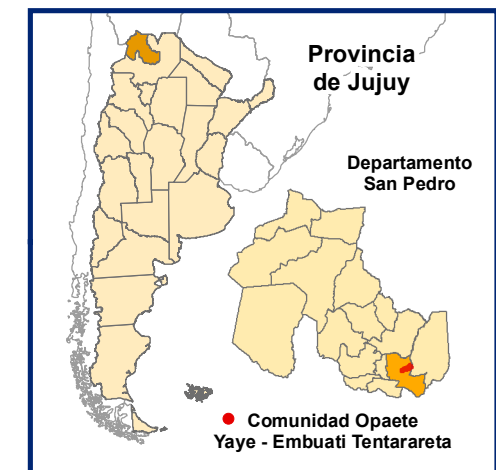 Provincia
de Jujuy
Departamento
San Pedro
Comunidad Opaete
Yaye - Embuati Tentarareta